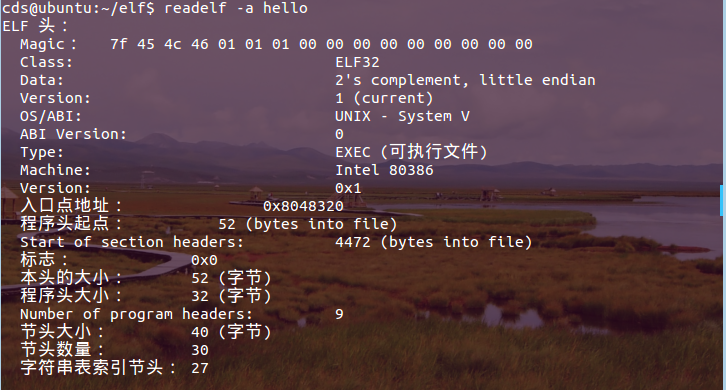 cds@ubuntu:~/elf$ readelf -a hello
ELF 头：
  Magic：   7f 45 4c 46 01 01 01 00 00 00 00 00 00 00 00 00
  Class:                             ELF32
  Data:                              2's complement, little endian
  Version:                           1 (current)
  OS/ABI:                            UNIX - System V
  ABI Version:                       0
  Type:                              EXEC (可执行文件)
  Machine:                           Intel 80386
  Version:                           0x1
  入口点地址：               0x8048320
  程序头起点：          52 (bytes into file)
  Start of section headers:          4472 (bytes into file)
  标志：             0x0
  本头的大小：       52 (字节)
  程序头大小：       32 (字节)
  Number of program headers:         9
  节头大小：         40 (字节)
  节头数量：         30
  字符串表索引节头： 27